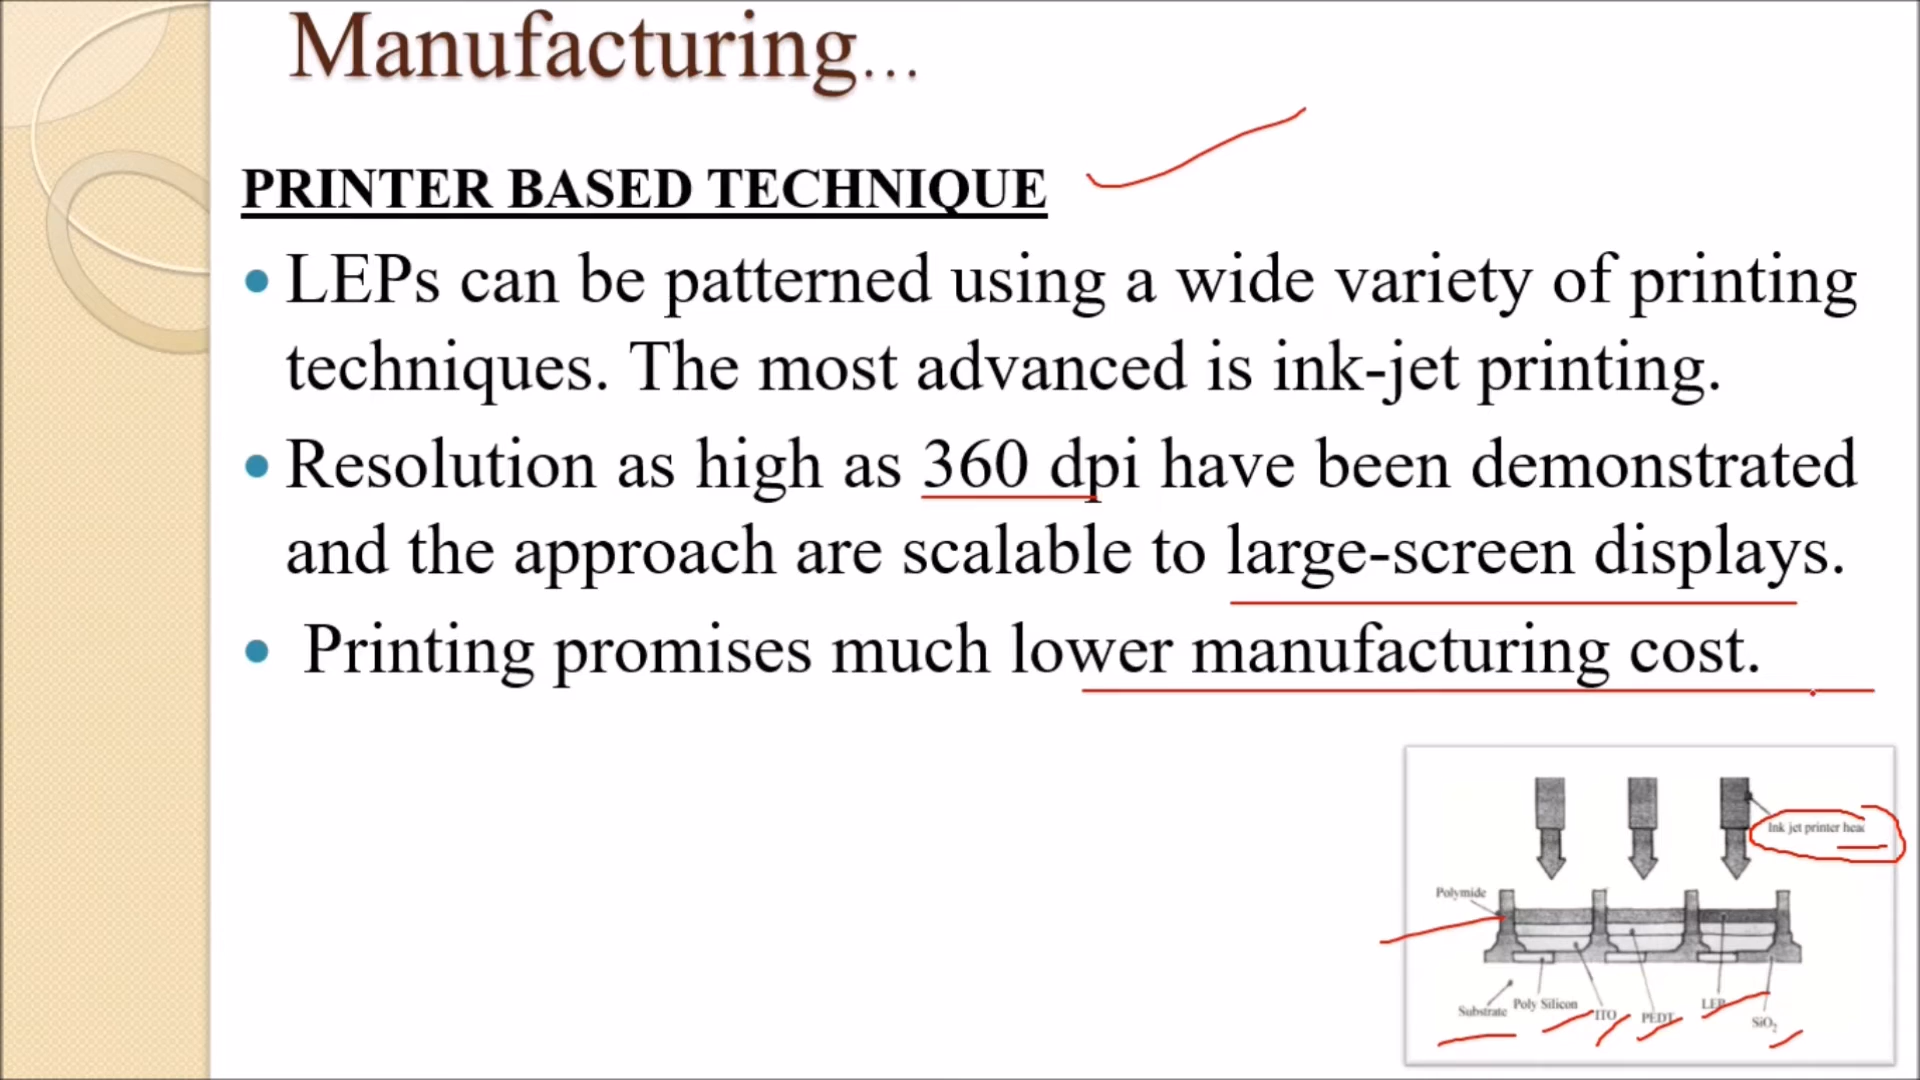 Manufacturing...
PRINTER BASED TECHNIQUE
• LEPs can be patterned using a wide variety of printing
techniques. The most advanced is ink-jet printing.
• Resolution as high as 360 dpi have been demonstrated
and the approach are scalable to large-screen displays.
• Printing promises much lower manufacturing cost.
Ink jet printer head
Polymide
Substrate
Poly Silicon
ITO
PEDT
LEP
SiO₂